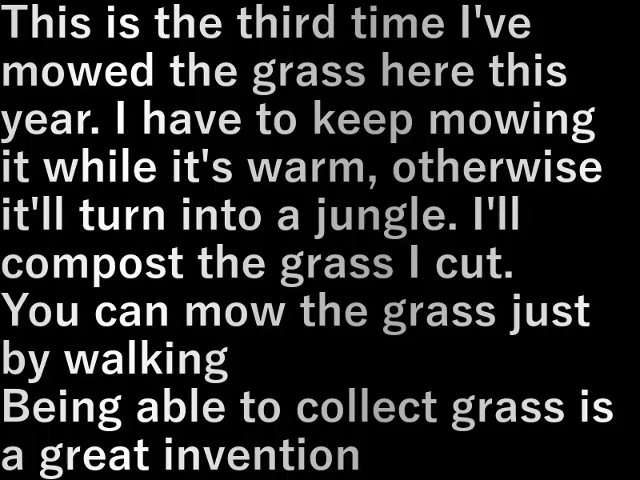 This is the third time I've
mowed the grass here this
year. I have to keep mowing
it while it's warm, otherwise
it'll turn into a jungle. I'll
compost the grass I cut.
You can mow the grass just
by walking
Being able to collect grass is
a great invention